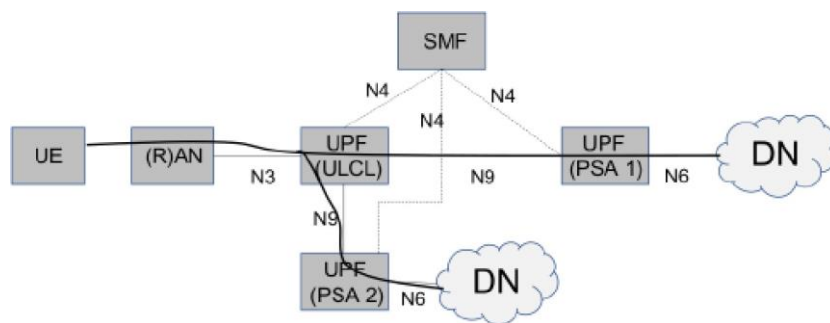 SMF
N4
N4
N4
UE
(R)AN
N3
UPF
(ULCL)
N9
UPF
(PSA 1)
N6
DN
N9
UPF
(PSA 2)
N6
DN